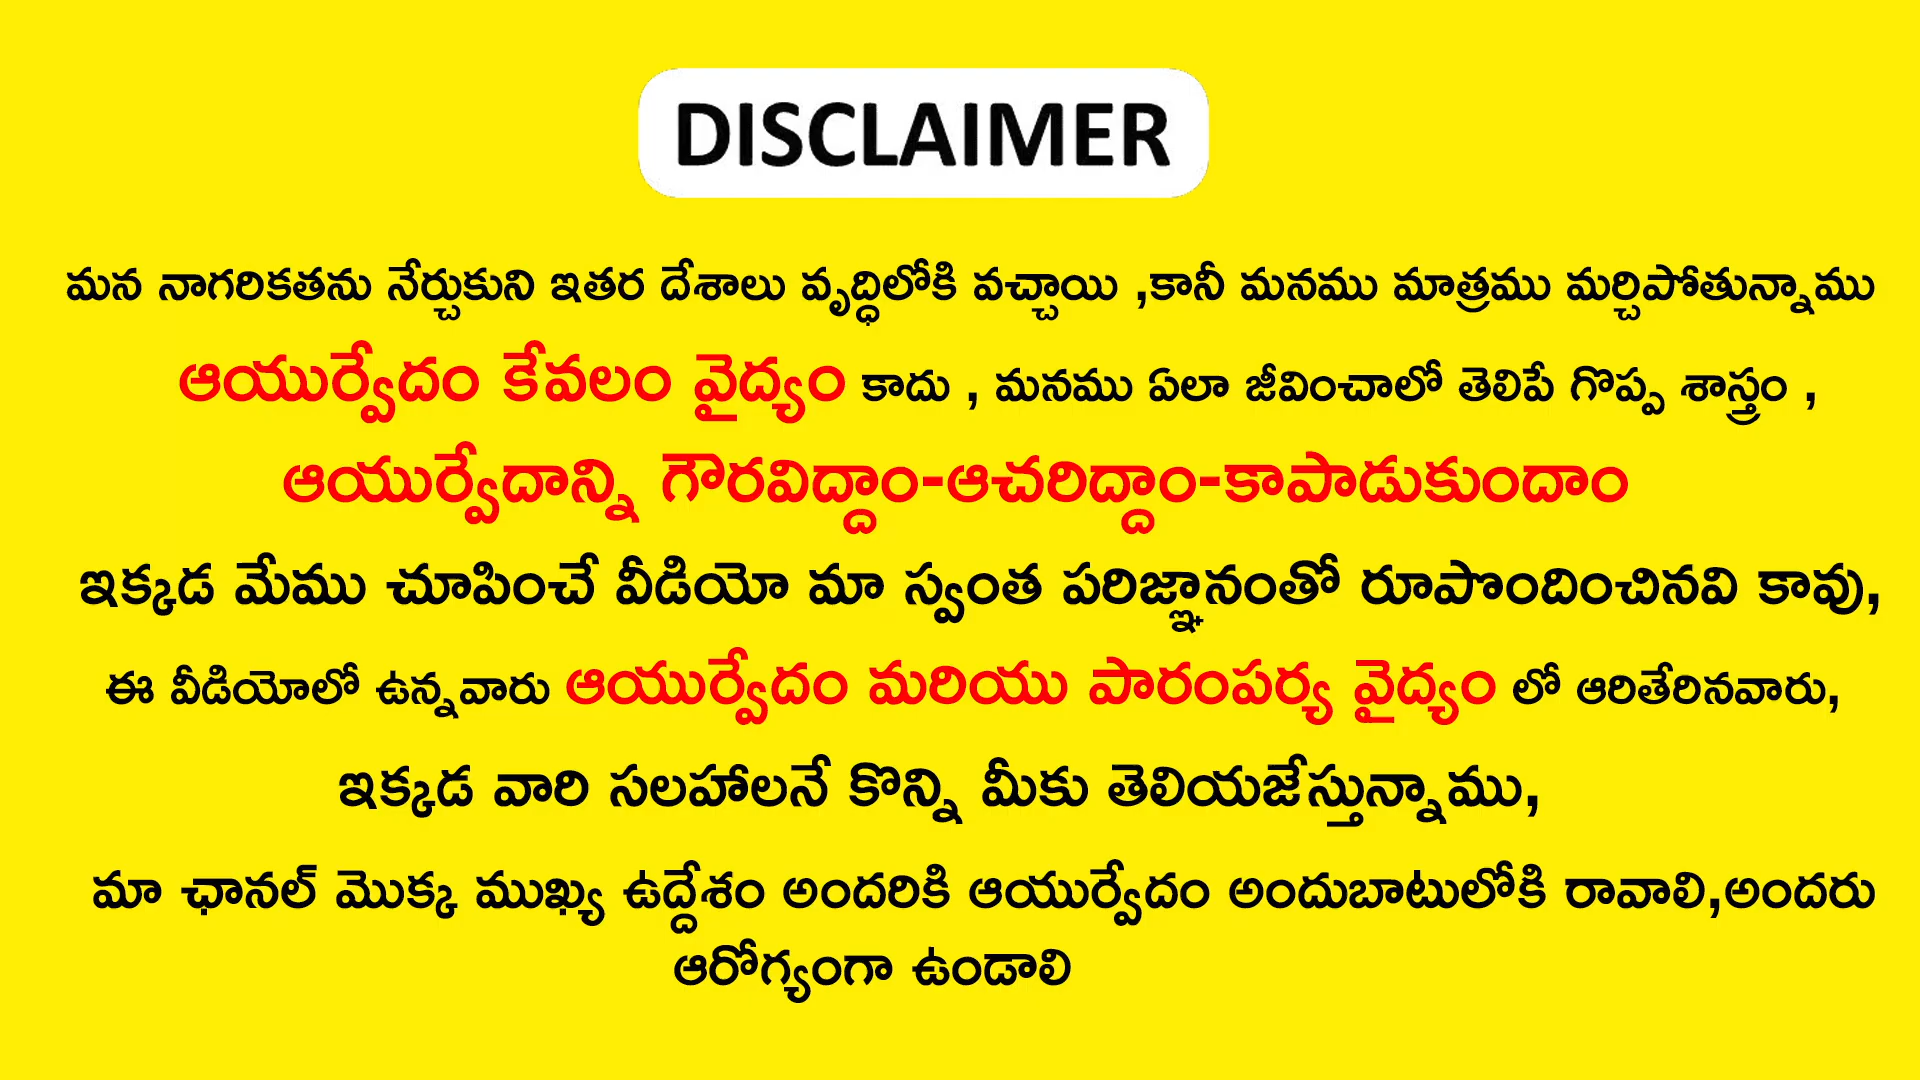 DISCLAIMER
మన నాగరికతను నేర్చుకుని ఇతర దేశాలు వృద్ధిలోకి వచ్చాయి ,కానీ మనము మాత్రము మర్చిపోతున్నాము
ఆయుర్వేదం కేవలం వైద్యం కాదు , మనము ఏలా జీవించాలో తెలిపే గొప్ప శాస్త్రం ,
ఆయుర్వేదాన్ని గౌరవిద్దాం-ఆచరిద్దాం-కాపాడుకుందాం
ఇక్కడ మేము చూపించే వీడియో మా స్వంత పరిజ్ఞానంతో రూపొందించినవి కావు,
ఈ వీడియోలో ఉన్నవారు ఆయుర్వేదం మరియు పారంపర్య వైద్యం లో ఆరితేరినవారు,
ఇక్కడ వారి సలహాలనే కొన్ని మీకు తెలియజేస్తున్నాము,
మా ఛానల్ మొక్క ముఖ్య ఉద్దేశం అందరికి ఆయుర్వేదం అందుబాటులోకి రావాలి,అందరు
ఆరోగ్యంగా ఉండాలి